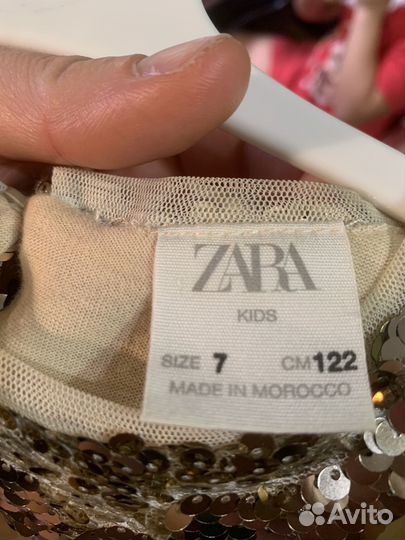 ZARA
KIDS
SIZE 7 CM 122
MADE IN MOROCCO
Avito